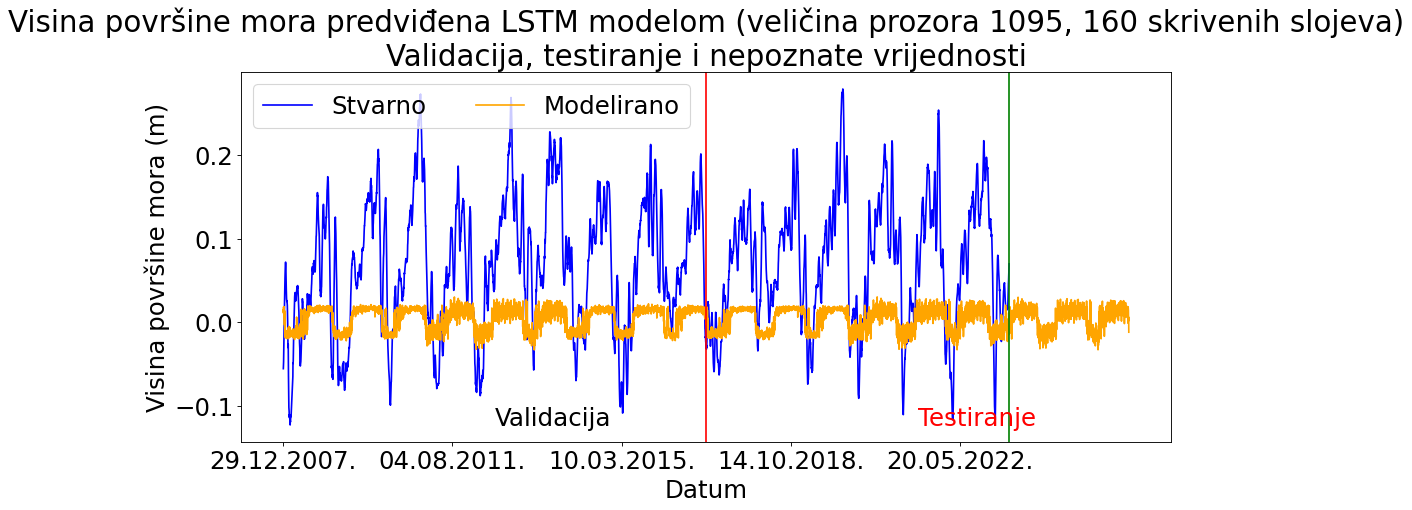 Visina površine mora predviđena LSTM modelom (veličina prozora 1095, 160 skrivenih slojeva)
Validacija, testiranje i nepoznate vrijednosti
Stvarno Modelirano
Visina površine mora (m)
0.2
0.1
0.0
−0.1
Validacija
Testiranje
29.12.2007. 04.08.2011. 10.03.2015. 14.10.2018. 20.05.2022.
Datum